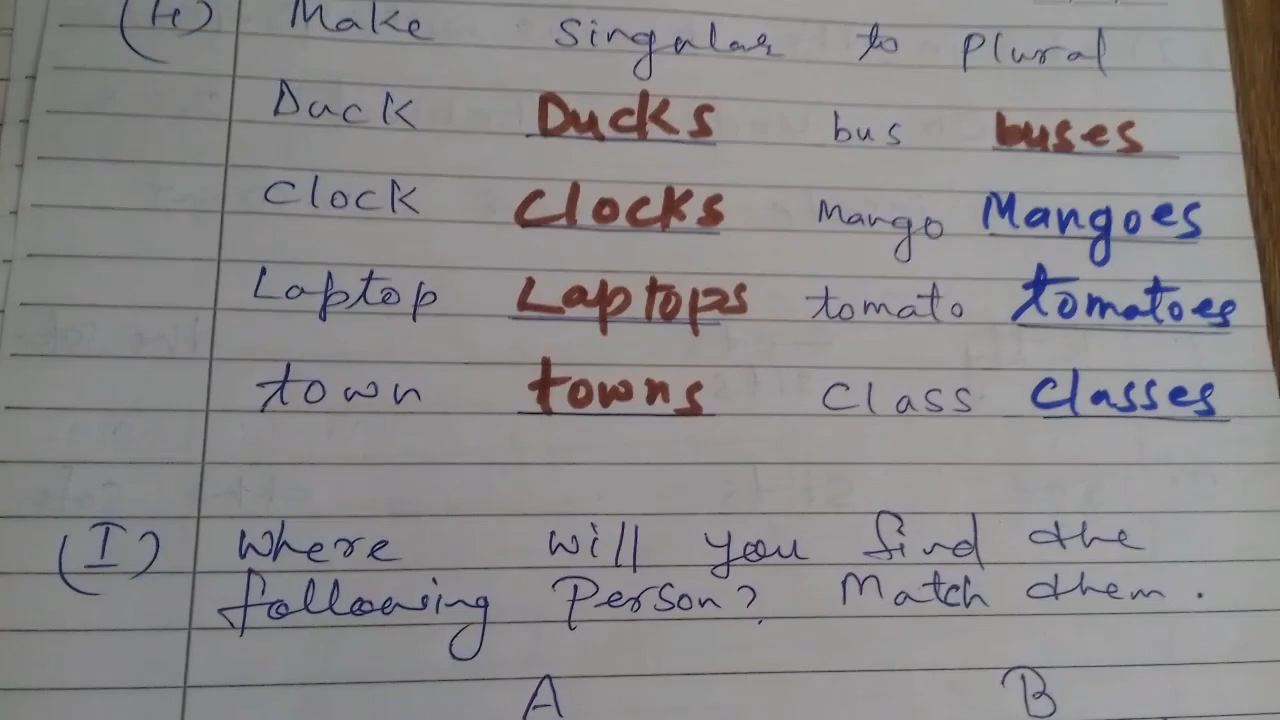 (H) Make Singular to Plural
Duck Ducks bus buses
Clock Clocks Mango Mangoes
Laptop Laptops tomato tomatoes
town towns Class Classes
(I) Where will you find the
following Person? Match them.
A B